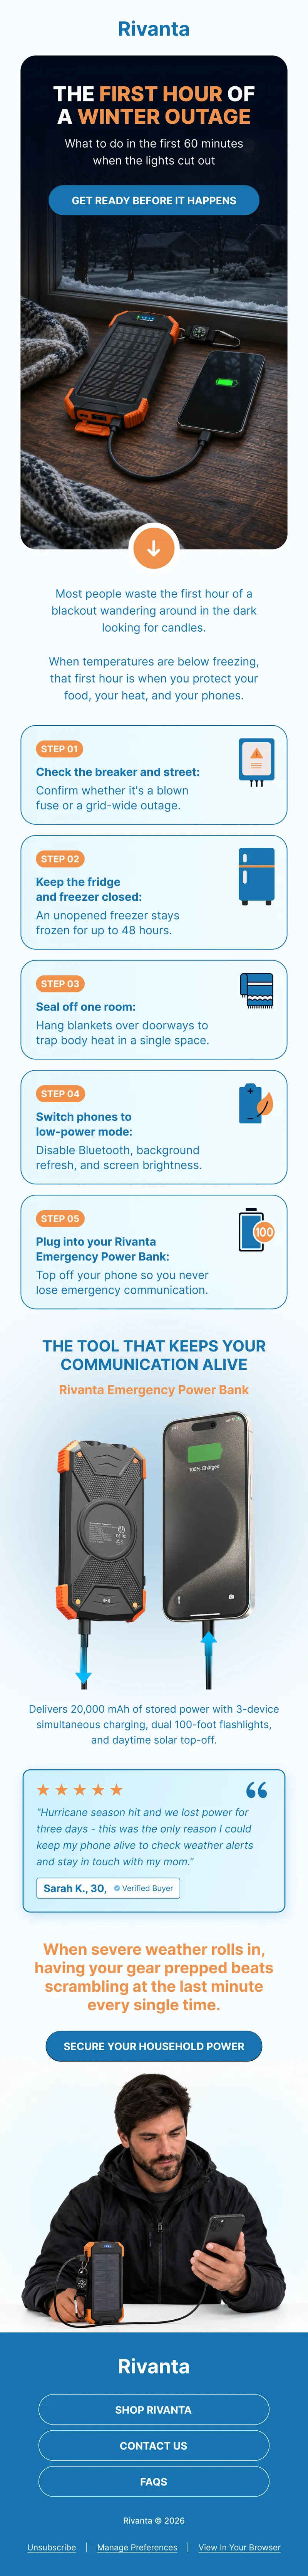 Rivanta
THE FIRST HOUR OF
A WINTER OUTAGE
What to do in the first 60 minutes
when the lights cut out
GET READY BEFORE IT HAPPENS
Most people waste the first hour of a
blackout wandering around in the dark
looking for candles.
When temperatures are below freezing,
that first hour is when you protect your
food, your heat, and your phones.
STEP 01
Check the breaker and street:
Confirm whether it's a blown
fuse or a grid-wide outage.
STEP 02
Keep the fridge
and freezer closed:
An unopened freezer stays
frozen for up to 48 hours.
STEP 03
Seal off one room:
Hang blankets over doorways to
trap body heat in a single space.
STEP 04
Switch phones to
low-power mode:
Disable Bluetooth, background
refresh, and screen brightness.
STEP 05
Plug into your Rivanta
Emergency Power Bank:
Top off your phone so you never
lose emergency communication.
100
THE TOOL THAT KEEPS YOUR
COMMUNICATION ALIVE
Rivanta Emergency Power Bank
100% Charged
Delivers 20,000 mAh of stored power with 3-device
simultaneous charging, dual 100-foot flashlights,
and daytime solar top-off.
"Hurricane season hit and we lost power for
three days - this was the only reason I could
keep my phone alive to check weather alerts
and stay in touch with my mom."
Sarah K., 30, Verified Buyer
When severe weather rolls in,
having your gear prepped beats
scrambling at the last minute
every single time.
SECURE YOUR HOUSEHOLD POWER
Rivanta
SHOP RIVANTA
CONTACT US
FAQS
Rivanta © 2026
Unsubscribe | Manage Preferences | View In Your Browser